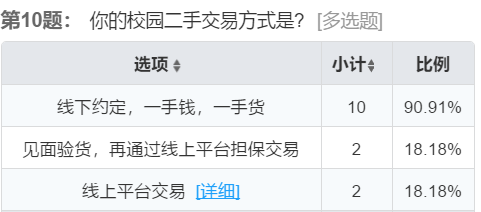 第10题： 你的校园二手交易方式是？ [多选题]
选项 小计 比例
线下约定，一手钱，一手货 10 90.91%
见面验货，再通过线上平台担保交易 2 18.18%
线上平台交易 [详细] 2 18.18%